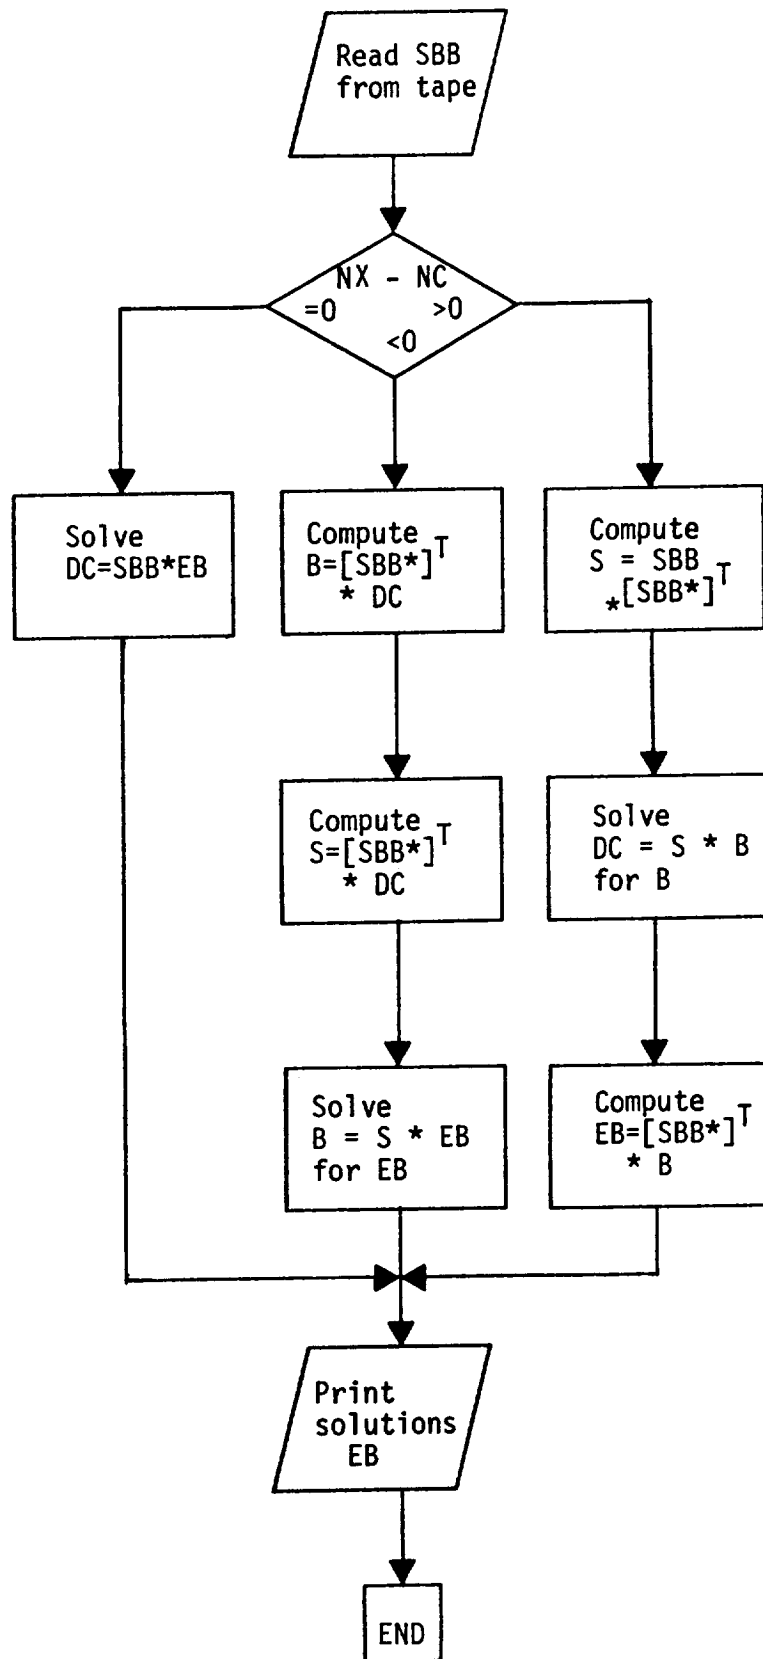 Read SBB
from tape
NX - NC
=0 >0
<0
Solve
DC=SBB*EB
Compute
B=[SBB*]T
* DC
Compute
S = SBB
*[SBB*]T
Compute
S=[SBB*]T
* DC
Solve
DC = S * B
for B
Solve
B = S * EB
for EB
Compute
EB=[SBB*]T
* B
Print
solutions
EB
END